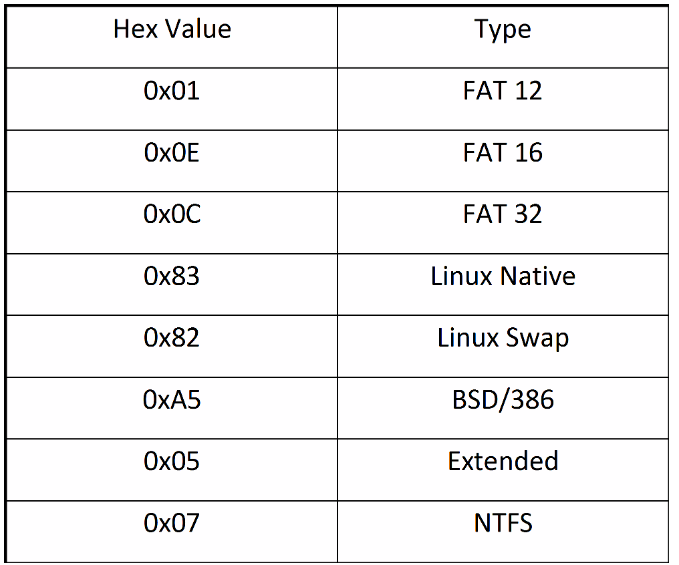 Hex Value Type
0x01 FAT 12
0x0E FAT 16
0x0C FAT 32
0x83 Linux Native
0x82 Linux Swap
0xA5 BSD/386
0x05 Extended
0x07 NTFS